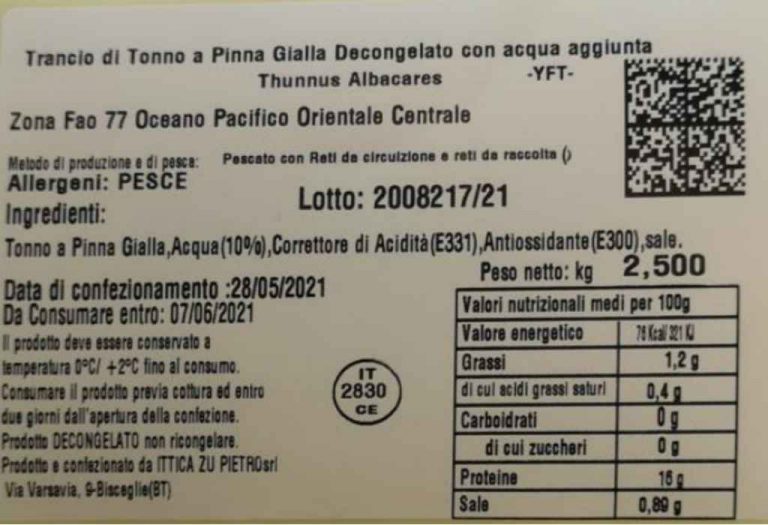 Trancio di Tonno a Pinna Gialla Decongelato con acqua aggiunta
Thunnus Albacares -YFT-
Zona Fao 77 Oceano Pacifico Orientale Centrale
Metodo di produzione e di pesca: Pescato con Reti da circuizione e reti da raccolta ()
Allergeni: PESCE
Lotto: 2008217/21
Ingredienti:
Tonno a Pinna Gialla,Acqua(10%),Correttore di Acidità(E331),Antiossidante(E300),sale.
Peso netto: kg 2,500
Data di confezionamento :28/05/2021
Da Consumare entro: 07/06/2021
Il prodotto deve essere conservato a
temperatura 0°C/ +2°C fino al consumo.
Consumare il prodotto previa cottura ed entro
due giorni dall'apertura della confezione.
Prodotto DECONGELATO non ricongelare.
Prodotto e confezionato da ITTICA ZU PIETROsrl
Via Varsavia, 9-Bisceglie(BT)
IT
2830
CE
Valori nutrizionali medi per 100g
Valore energetico 76 Kcal/ 321 KJ
Grassi 1,2 g
di cui acidi grassi saturi 0,4 g
Carboidrati 0 g
di cui zuccheri 0 g
Proteine 16 g
Sale 0,89 g